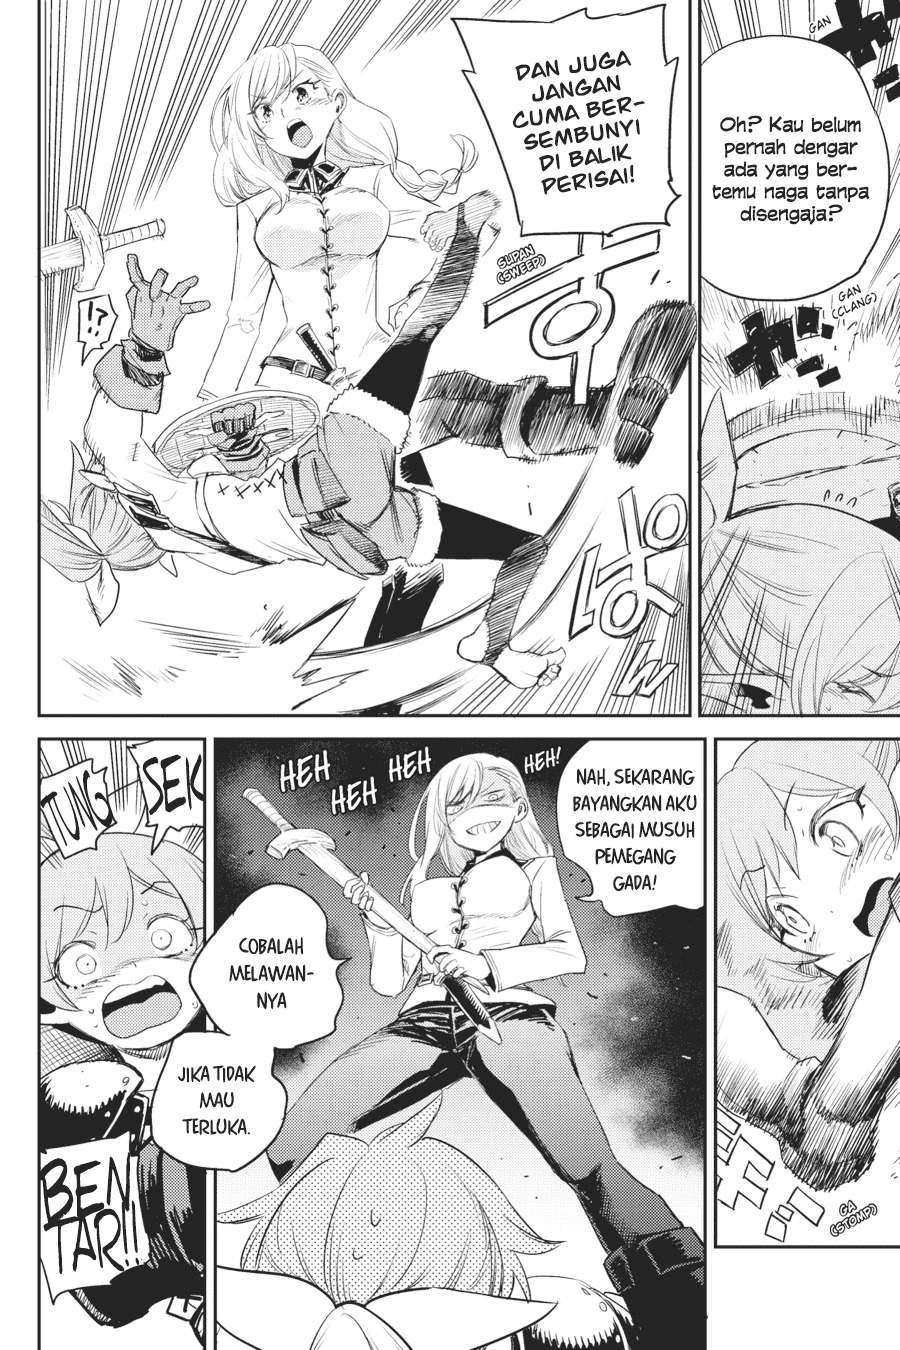 GAN
Oh? Kau belum
pernah dengar
ada yang ber-
temu naga tanpa
disengaja?
GAN
(CLANG)
DAN JUGA
JANGAN
CUMA BER-
SEMBUNYI
DI BALIK
PERISAI!
SUPAN
(SWEEP)
!?
GA
(STOMP)
NAH, SEKARANG
BAYANGKAN AKU
SEBAGAI MUSUH
PEMEGANG
GADA!
HEH!
HEH
HEH
HEH
COBALAH
MELAWAN-
NYA
JIKA TIDAK
MAU
TERLUKA.
TUNG
SEK
BEN
TAR!!